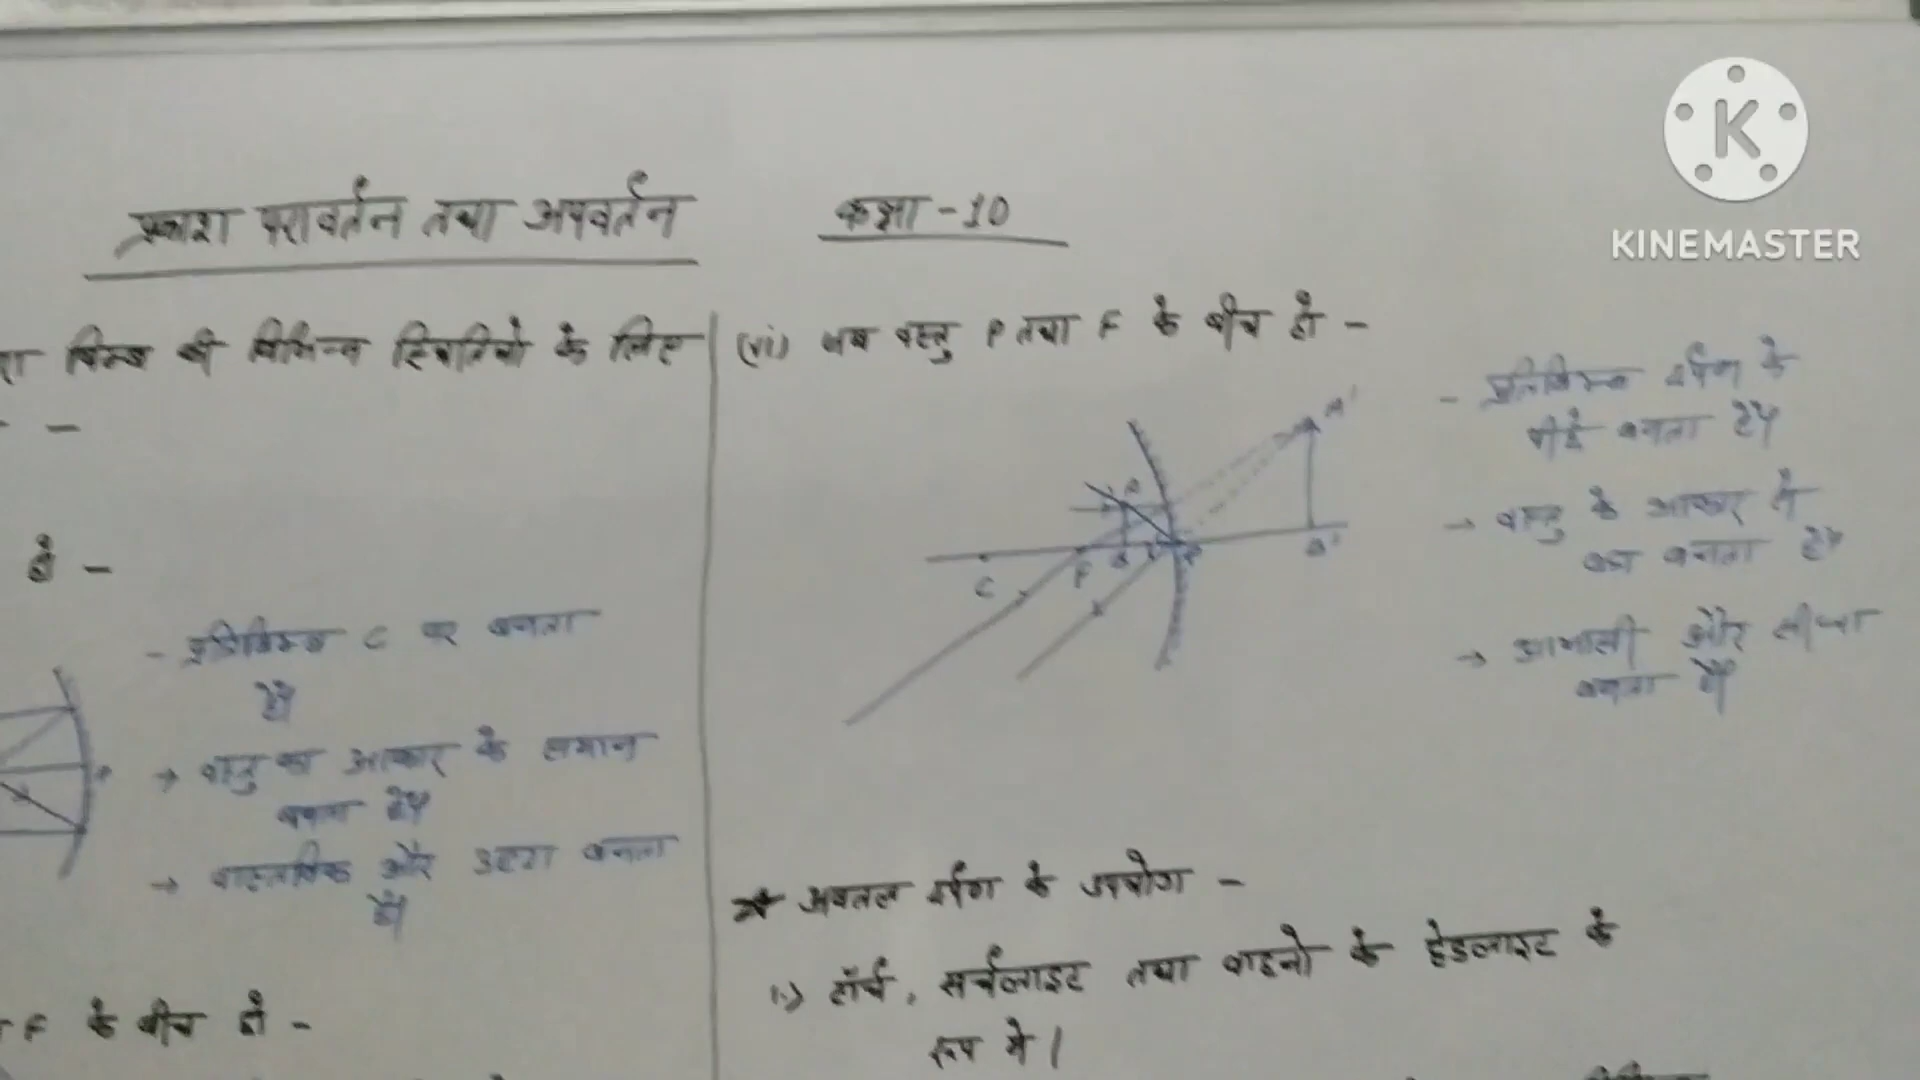 प्रकाश परावर्तन तथा अपवर्तन
कक्षा -10
K
KINEMASTER
बिम्ब की विभिन्न स्थितियो के लिए
-
हो -
- प्रतिबिम्ब C पर बनता
है
→ वस्तु का आकार के समान
बनता है
→ वास्तविक और उल्टा बनता
है
F के बीच हो -
(vi) जब वस्तु P तथा F के बीच हो -
A'
A
C
F
B
P
B'
- प्रतिबिम्ब दर्पण के
पीछे बनता है
→ वस्तु के आकार से
बनता है
→ आभासी और सीधा
बनता है
अवतल दर्पण के उपयोग -
1.) टॉर्च, सर्चलाइट तथा वाहनो के हेडलाइट के
रूप मे।